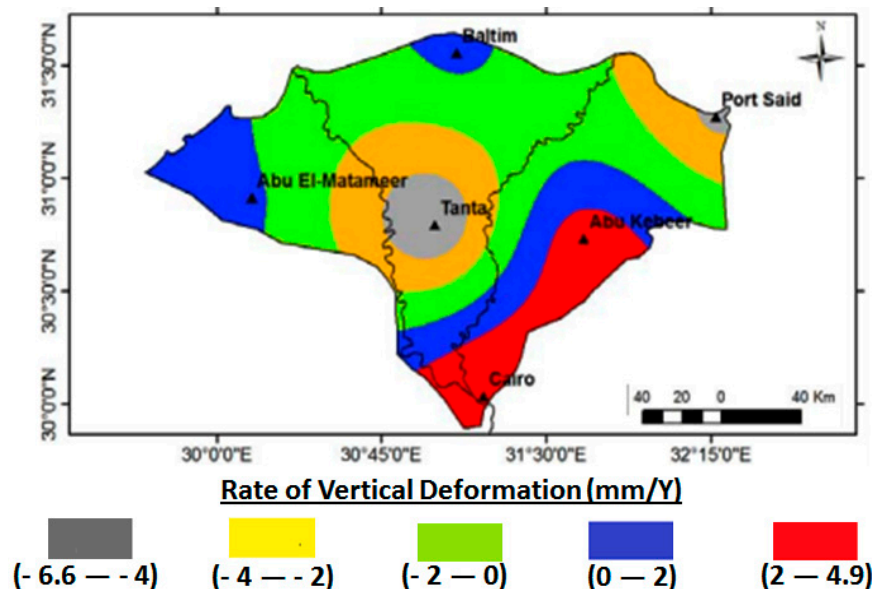 N
Baltim
Port Said
Abu El-Matameer
Tanta
Abu Kebeer
Cairo
31°30'0"N
31°0'0"N
30°30'0"N
30°0'0"N
40 20 0 40 Km
30°0'0"E 30°45'0"E 31°30'0"E 32°15'0"E
Rate of Vertical Deformation (mm/Y)
(- 6.6 — - 4) (- 4 — - 2) (- 2 — 0) (0 — 2) (2 — 4.9)